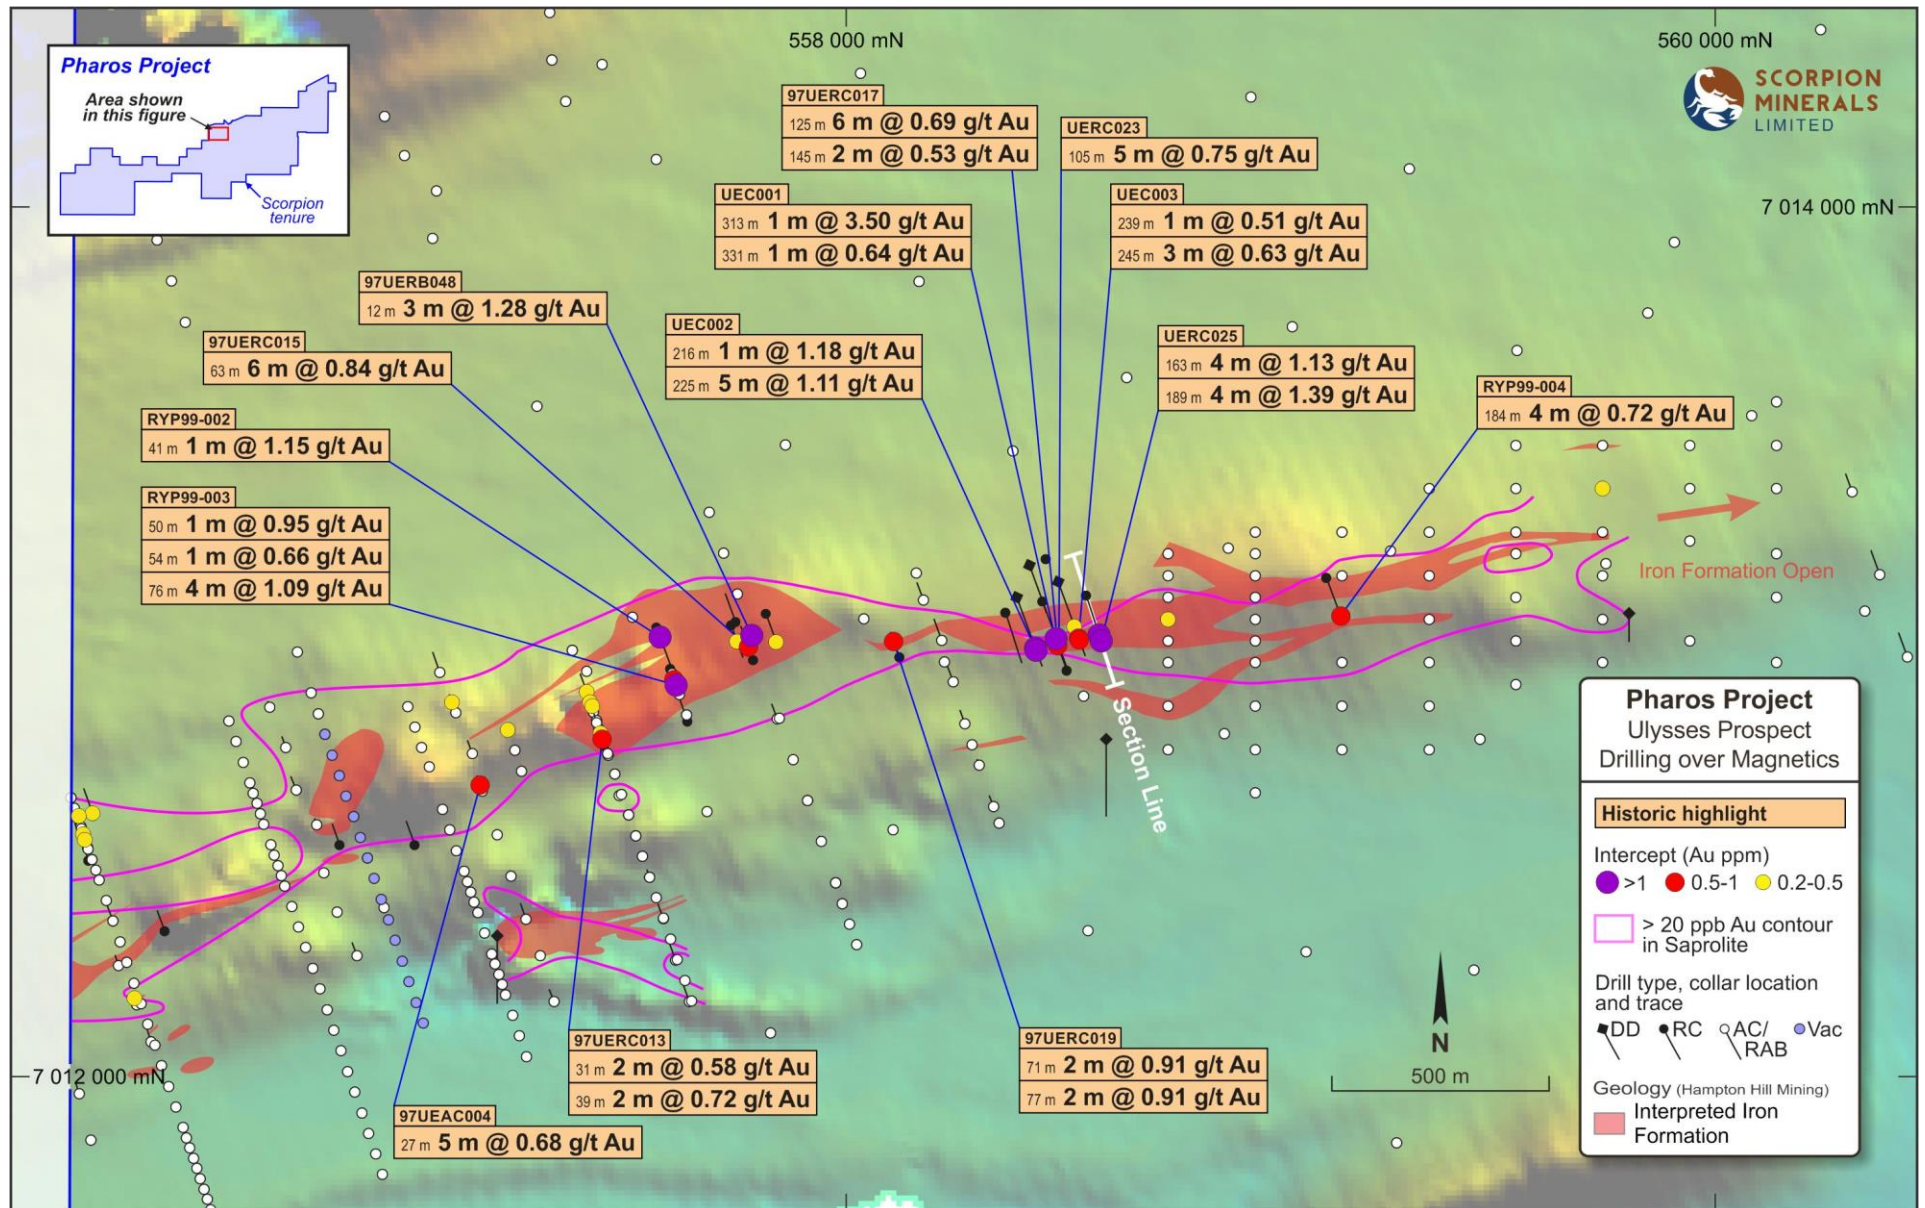 558 000 mN
560 000 mN
Pharos Project
Area shown
in this figure
Scorpion
tenure
SCORPION
MINERALS
LIMITED
97UERC017
125 m 6 m @ 0.69 g/t Au
145 m 2 m @ 0.53 g/t Au
UERC023
105 m 5 m @ 0.75 g/t Au
UEC001
313 m 1 m @ 3.50 g/t Au
331 m 1 m @ 0.64 g/t Au
UEC003
239 m 1 m @ 0.51 g/t Au
245 m 3 m @ 0.63 g/t Au
7 014 000 mN
97UERB048
12 m 3 m @ 1.28 g/t Au
97UERC015
63 m 6 m @ 0.84 g/t Au
UEC002
216 m 1 m @ 1.18 g/t Au
225 m 5 m @ 1.11 g/t Au
UERC025
163 m 4 m @ 1.13 g/t Au
189 m 4 m @ 1.39 g/t Au
RYP99-004
184 m 4 m @ 0.72 g/t Au
RYP99-002
41 m 1 m @ 1.15 g/t Au
RYP99-003
50 m 1 m @ 0.95 g/t Au
54 m 1 m @ 0.66 g/t Au
76 m 4 m @ 1.09 g/t Au
Iron Formation Open
Section Line
7 012 000 mN
97UERC013
31 m 2 m @ 0.58 g/t Au
39 m 2 m @ 0.72 g/t Au
97UEAC004
27 m 5 m @ 0.68 g/t Au
97UERC019
71 m 2 m @ 0.91 g/t Au
77 m 2 m @ 0.91 g/t Au
N
500 m
Pharos Project
Ulysses Prospect
Drilling over Magnetics
Historic highlight
Intercept (Au ppm)
>1 0.5-1 0.2-0.5
> 20 ppb Au contour
in Saprolite
Drill type, collar location
and trace
DD RC AC/ Vac
RAB
Geology (Hampton Hill Mining)
Interpreted Iron
Formation